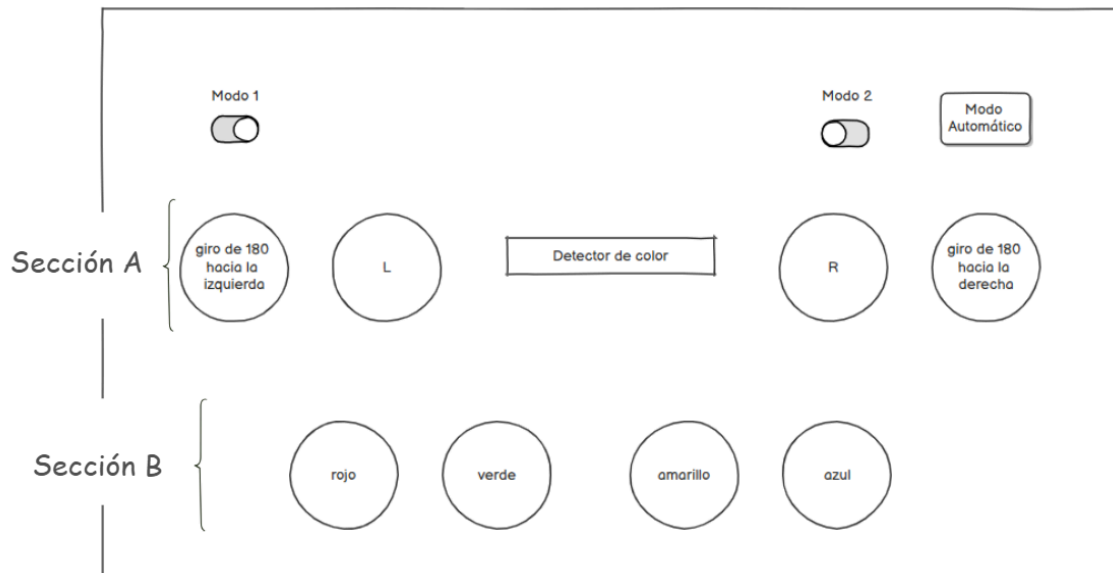 Modo 1
Modo 2
Modo
Automático
Sección A
giro de 180
hacia la
izquierda
L
Detector de color
R
giro de 180
hacia la
derecha
Sección B
rojo
verde
amarillo
azul